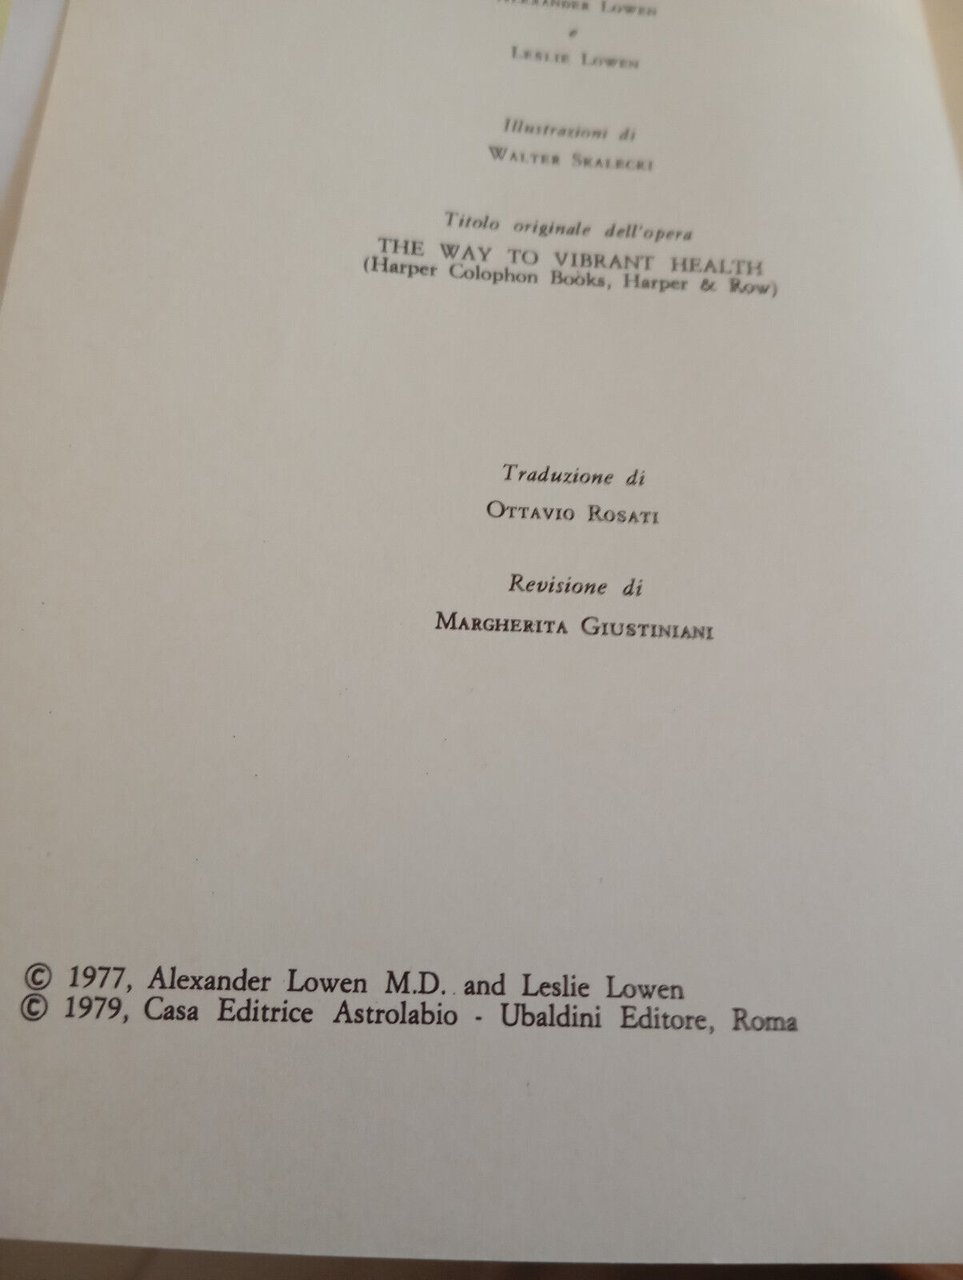 ALEXANDER LOWEN
e
LESLIE LOWEN
Illustrazioni di
WALTER SKALECKI
Titolo originale dell'opera
THE WAY TO VIBRANT HEALTH
(Harper Colophon Books, Harper & Row)
Traduzione di
OTTAVIO ROSATI
Revisione di
MARGHERITA GIUSTINIANI
© 1977, Alexander Lowen M.D. and Leslie Lowen
© 1979, Casa Editrice Astrolabio - Ubaldini Editore, Roma